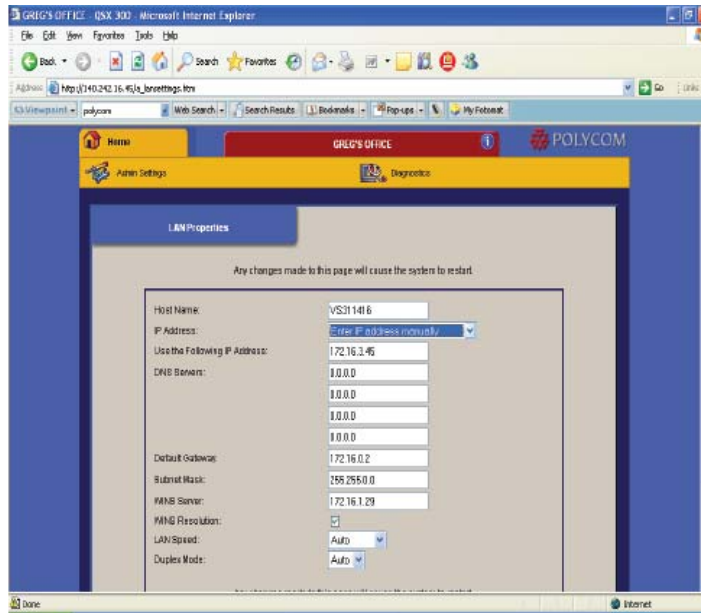 GREG'S OFFICE - QSX 300 - Microsoft Internet Explorer
File Edit View Favorites Tools Help
Back Search Favorites
Address http://140.242.16.45/a_lansettings.htm Go Links
Viewpoint polycom Web Search Search Results Bookmarks Pop-ups My Fotomat
Home GREG'S OFFICE POLYCOM
Admin Settings Diagnostics
LAN Properties
Any changes made to this page will cause the system to restart.
Host Name: VS311416
IP Address: Enter IP address manually
Use the Following IP Address: 172.16.3.45
DNS Servers: 0.0.0.0
0.0.0.0
0.0.0.0
0.0.0.0
Default Gateway: 172.16.0.2
Subnet Mask: 255.255.0.0
WINS Server: 172.16.1.29
WINS Resolution:
LAN Speed: Auto
Duplex Mode: Auto
Done Internet